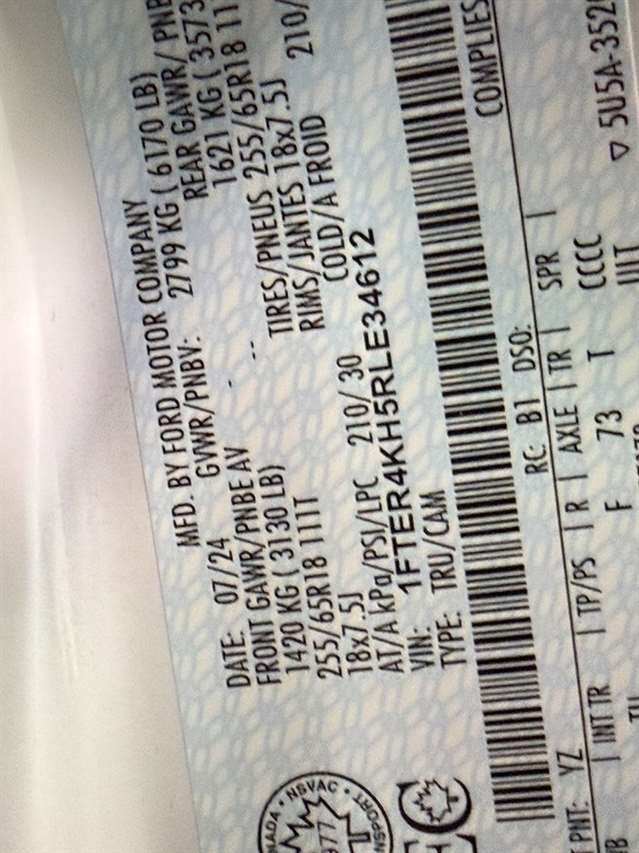 MFD. BY FORD MOTOR COMPANY
DATE: 07/24 GVWR/PNBV: 2799 KG ( 6170 LB)
FRONT GAWR/PNBE AV REAR GAWR/ PNB
1420 KG ( 3130 LB) 1621 KG ( 3573
255/65R18 111T TIRES/PNEUS 255/65R18 11
18x7.5J RIMS/JANTES 18x7.5J
AT/A kPa/PSI/LPC 210/ 30 COLD/A FROID 210/
VIN: 1FTER4KH5RLE34612
TYPE: TRU/CAM
COMPLIES
RC: B1 DSO:
PNT: YZ
INT TR | TP/PS | R | AXLE | TR | SPR |
F 73 T CCCC
▽ 5U5A-352
NSVAC